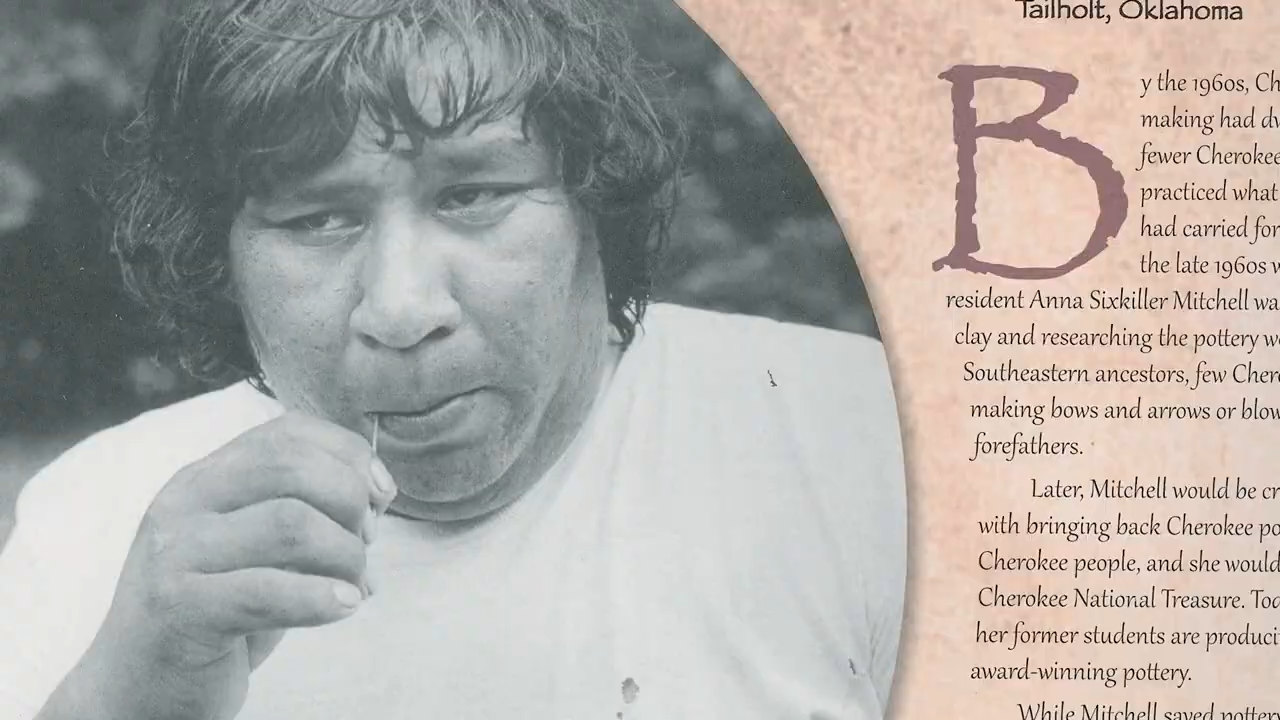 Tailholt, Oklahoma
By the 1960s, Ch
making had dw
fewer Cherokee
practiced what
had carried for
the late 1960s w
resident Anna Sixkiller Mitchell wa
clay and researching the pottery w
Southeastern ancestors, few Cher
making bows and arrows or blow
forefathers.
Later, Mitchell would be cr
with bringing back Cherokee po
Cherokee people, and she would
Cherokee National Treasure. Tod
her former students are produci
award-winning pottery.
While Mitchell saved pottery